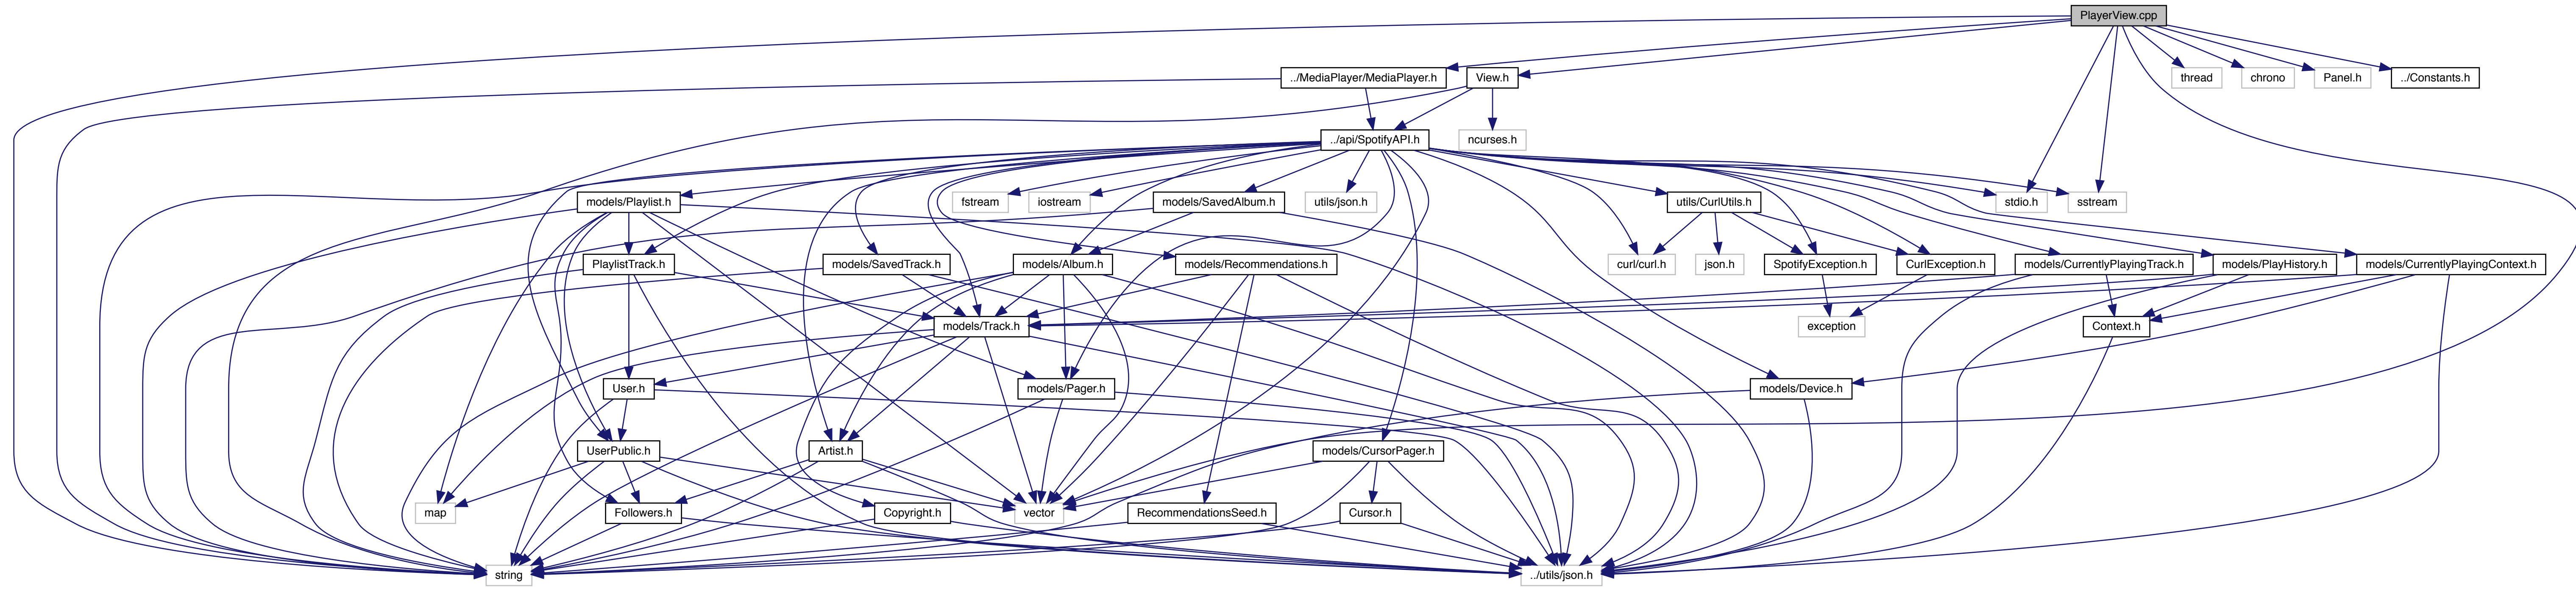 PlayerView.cpp
../MediaPlayer/MediaPlayer.h
View.h
thread
chrono
Panel.h
../Constants.h
../api/SpotifyAPI.h
ncurses.h
models/Playlist.h
fstream
iostream
models/SavedAlbum.h
utils/json.h
utils/CurlUtils.h
stdio.h
sstream
PlaylistTrack.h
models/SavedTrack.h
models/Album.h
models/Recommendations.h
curl/curl.h
json.h
SpotifyException.h
CurlException.h
models/CurrentlyPlayingTrack.h
models/PlayHistory.h
models/CurrentlyPlayingContext.h
models/Track.h
exception
Context.h
User.h
models/Pager.h
models/Device.h
UserPublic.h
Artist.h
models/CursorPager.h
map
Followers.h
Copyright.h
vector
RecommendationsSeed.h
Cursor.h
string
../utils/json.h